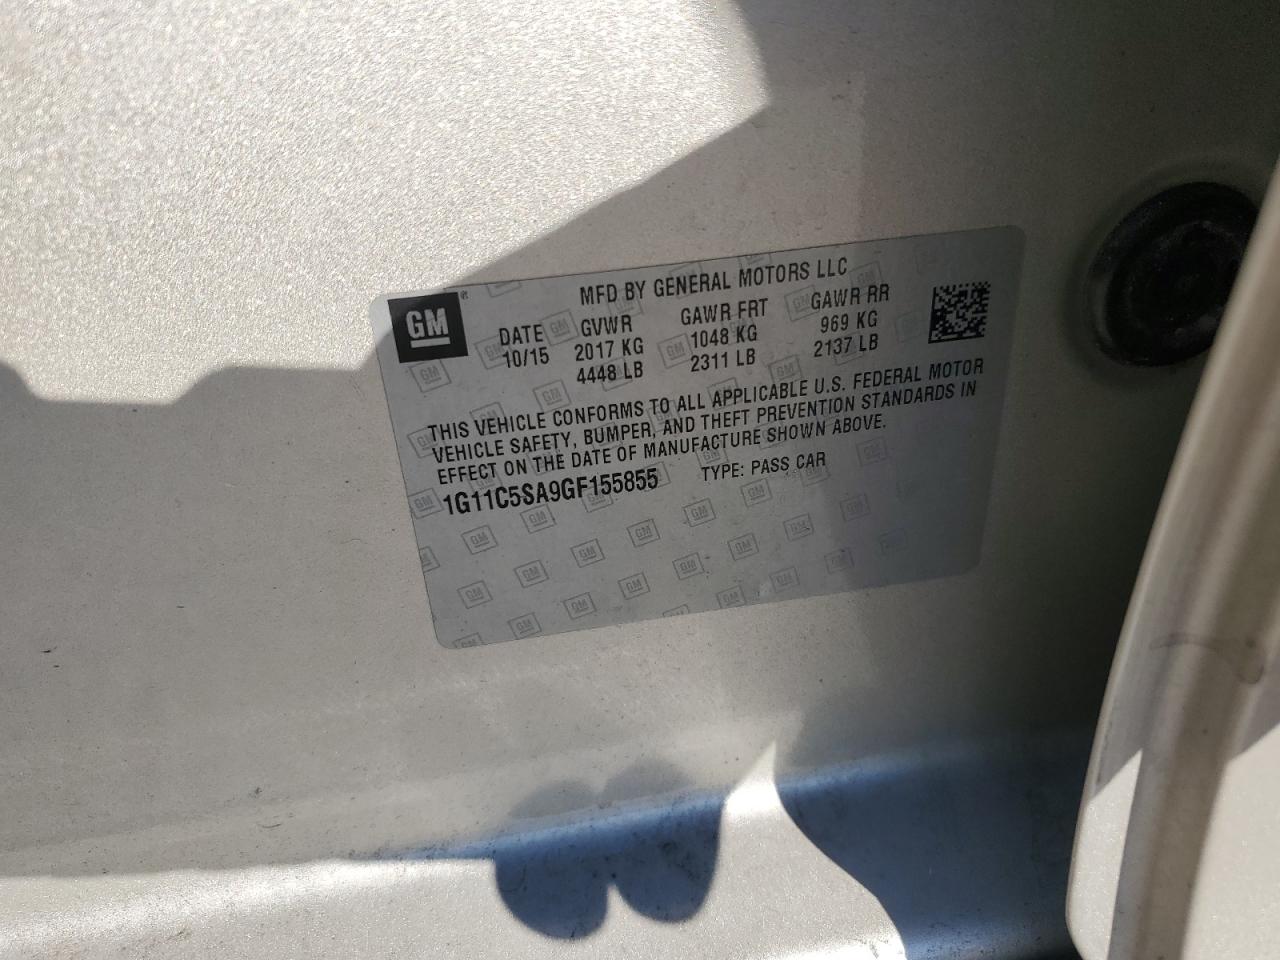 GM
MFD BY GENERAL MOTORS LLC
DATE GVWR GAWR FRT GAWR RR
10/15 2017 KG 1048 KG 969 KG
4448 LB 2311 LB 2137 LB
THIS VEHICLE CONFORMS TO ALL APPLICABLE U.S. FEDERAL MOTOR
VEHICLE SAFETY, BUMPER, AND THEFT PREVENTION STANDARDS IN
EFFECT ON THE DATE OF MANUFACTURE SHOWN ABOVE.
1G11C5SA9GF155855 TYPE: PASS CAR